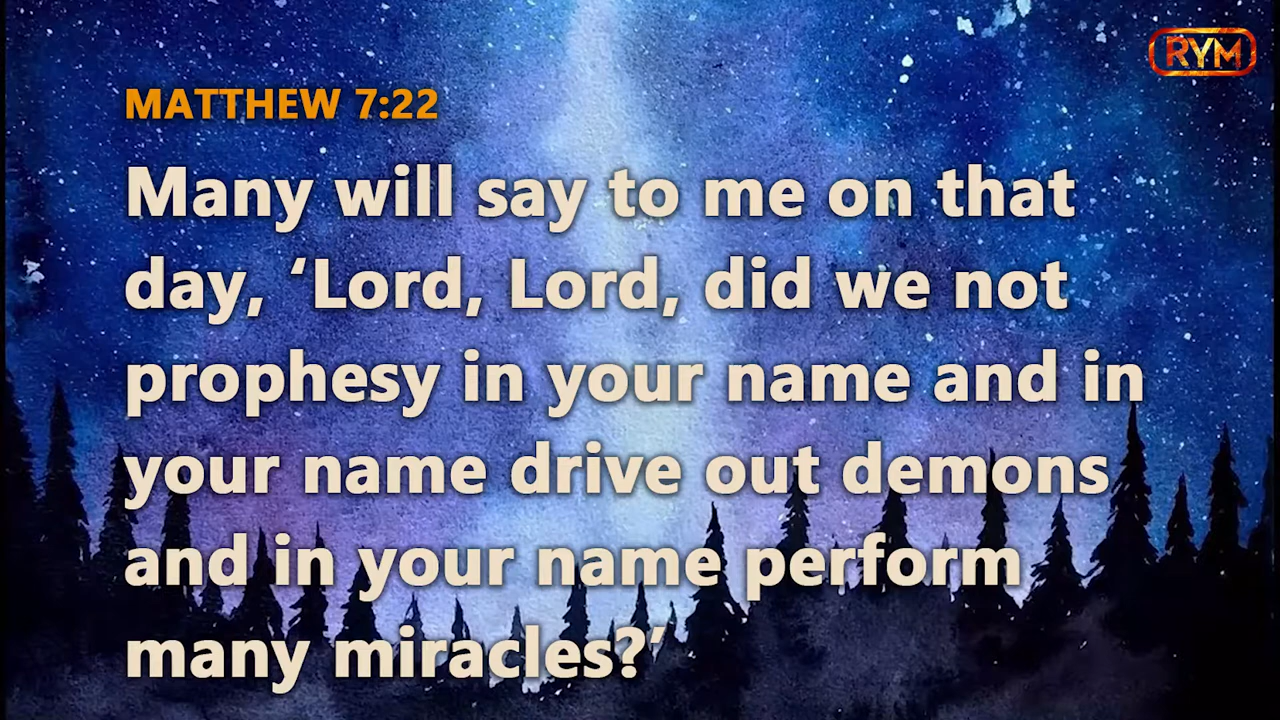 RYM
MATTHEW 7:22
Many will say to me on that
day, ‘Lord, Lord, did we not
prophesy in your name and in
your name drive out demons
and in your name perform
many miracles?’